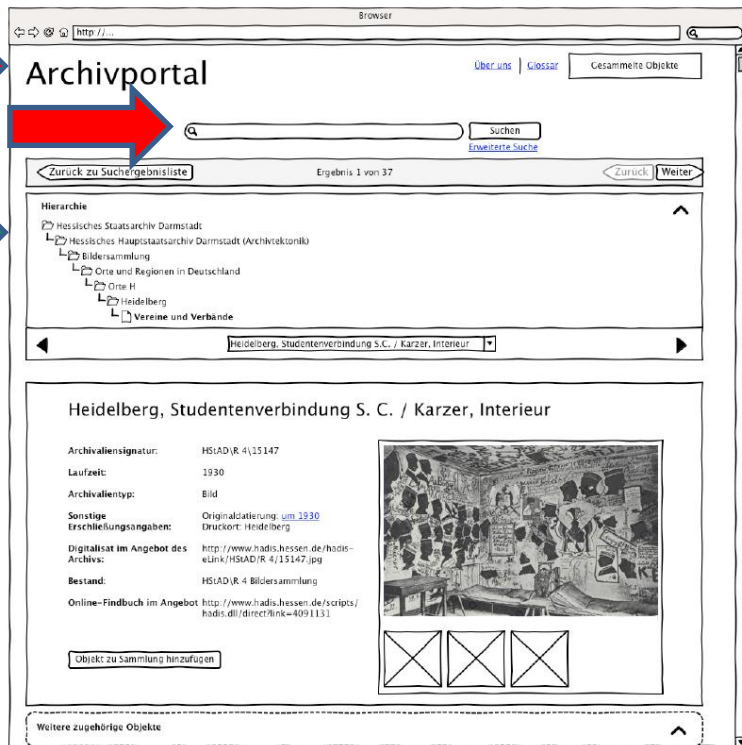 Browser
http://...
Archivportal
Über uns | Glossar
Gesammelte Objekte
Suchen
Erweiterte Suche
Zurück zu Suchergebnisliste
Ergebnis 1 von 37
Zurück
Weiter
Hierarchie
Hessisches Staatsarchiv Darmstadt
Hessisches Hauptstaatsarchiv Darmstadt (Archivtektonik)
Bildersammlung
Orte und Regionen in Deutschland
Orte H
Heidelberg
Vereine und Verbände
Heidelberg, Studentenverbindung S.C. / Karzer, Interieur
Heidelberg, Studentenverbindung S. C. / Karzer, Interieur
Archivaliensignatur: HStAD\R 4\15147
Laufzeit: 1930
Archivalientyp: Bild
Sonstige Erschließungsangaben: Originaldatierung: um 1930
Druckort: Heidelberg
Digitalisat im Angebot des Archivs: http://www.hadis.hessen.de/hadis-
eLink/HStAD/R 4/15147.jpg
Bestand: HStAD\R 4 Bildersammlung
Online-Findbuch im Angebot http://www.hadis.hessen.de/scripts/
hadis.dll/direct?link=4091131
Objekt zu Sammlung hinzufügen
Weitere zugehörige Objekte